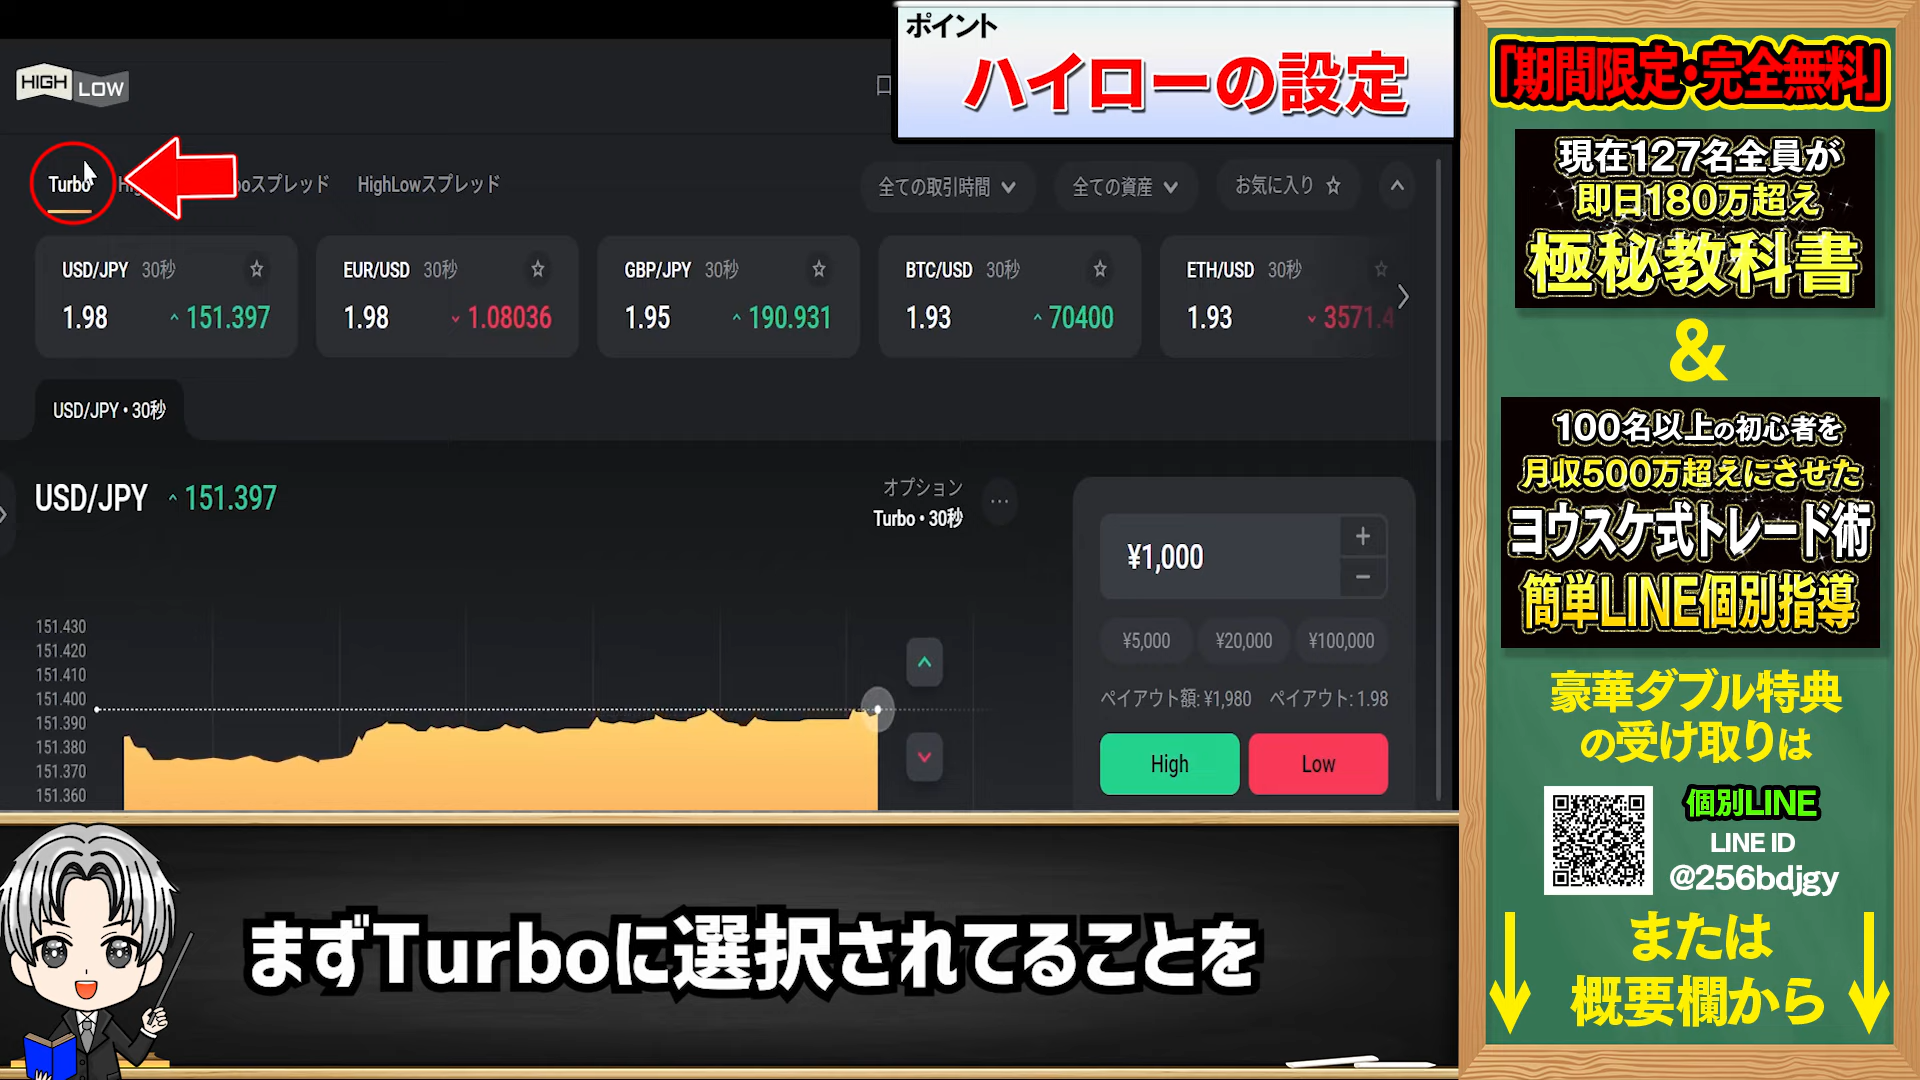 ポイント
ハイローの設定
HIGH LOW
Turbo
スプレッド
HighLowスプレッド
全ての取引時間
全ての資産
お気に入り
USD/JPY 30秒
1.98 151.397
EUR/USD 30秒
1.98 1.08036
GBP/JPY 30秒
1.95 190.931
BTC/USD 30秒
1.93 70400
ETH/USD 30秒
1.93 3571.4
USD/JPY • 30秒
USD/JPY 151.397
オプション
Turbo • 30秒
¥1,000
+
−
¥5,000 ¥20,000 ¥100,000
ペイアウト額: ¥1,980 ペイアウト: 1.98
High Low
151.430
151.420
151.410
151.400
151.390
151.380
151.370
151.360
まずTurboに選択されてることを
「期間限定・完全無料」
現在127名全員が
即日180万超え
極秘教科書
&
100名以上の初心者を
月収500万超えにさせた
ヨウスケ式トレード術
簡単LINE個別指導
豪華ダブル特典
の受け取りは
個別LINE
LINE ID
@256bdjgy
または
概要欄から